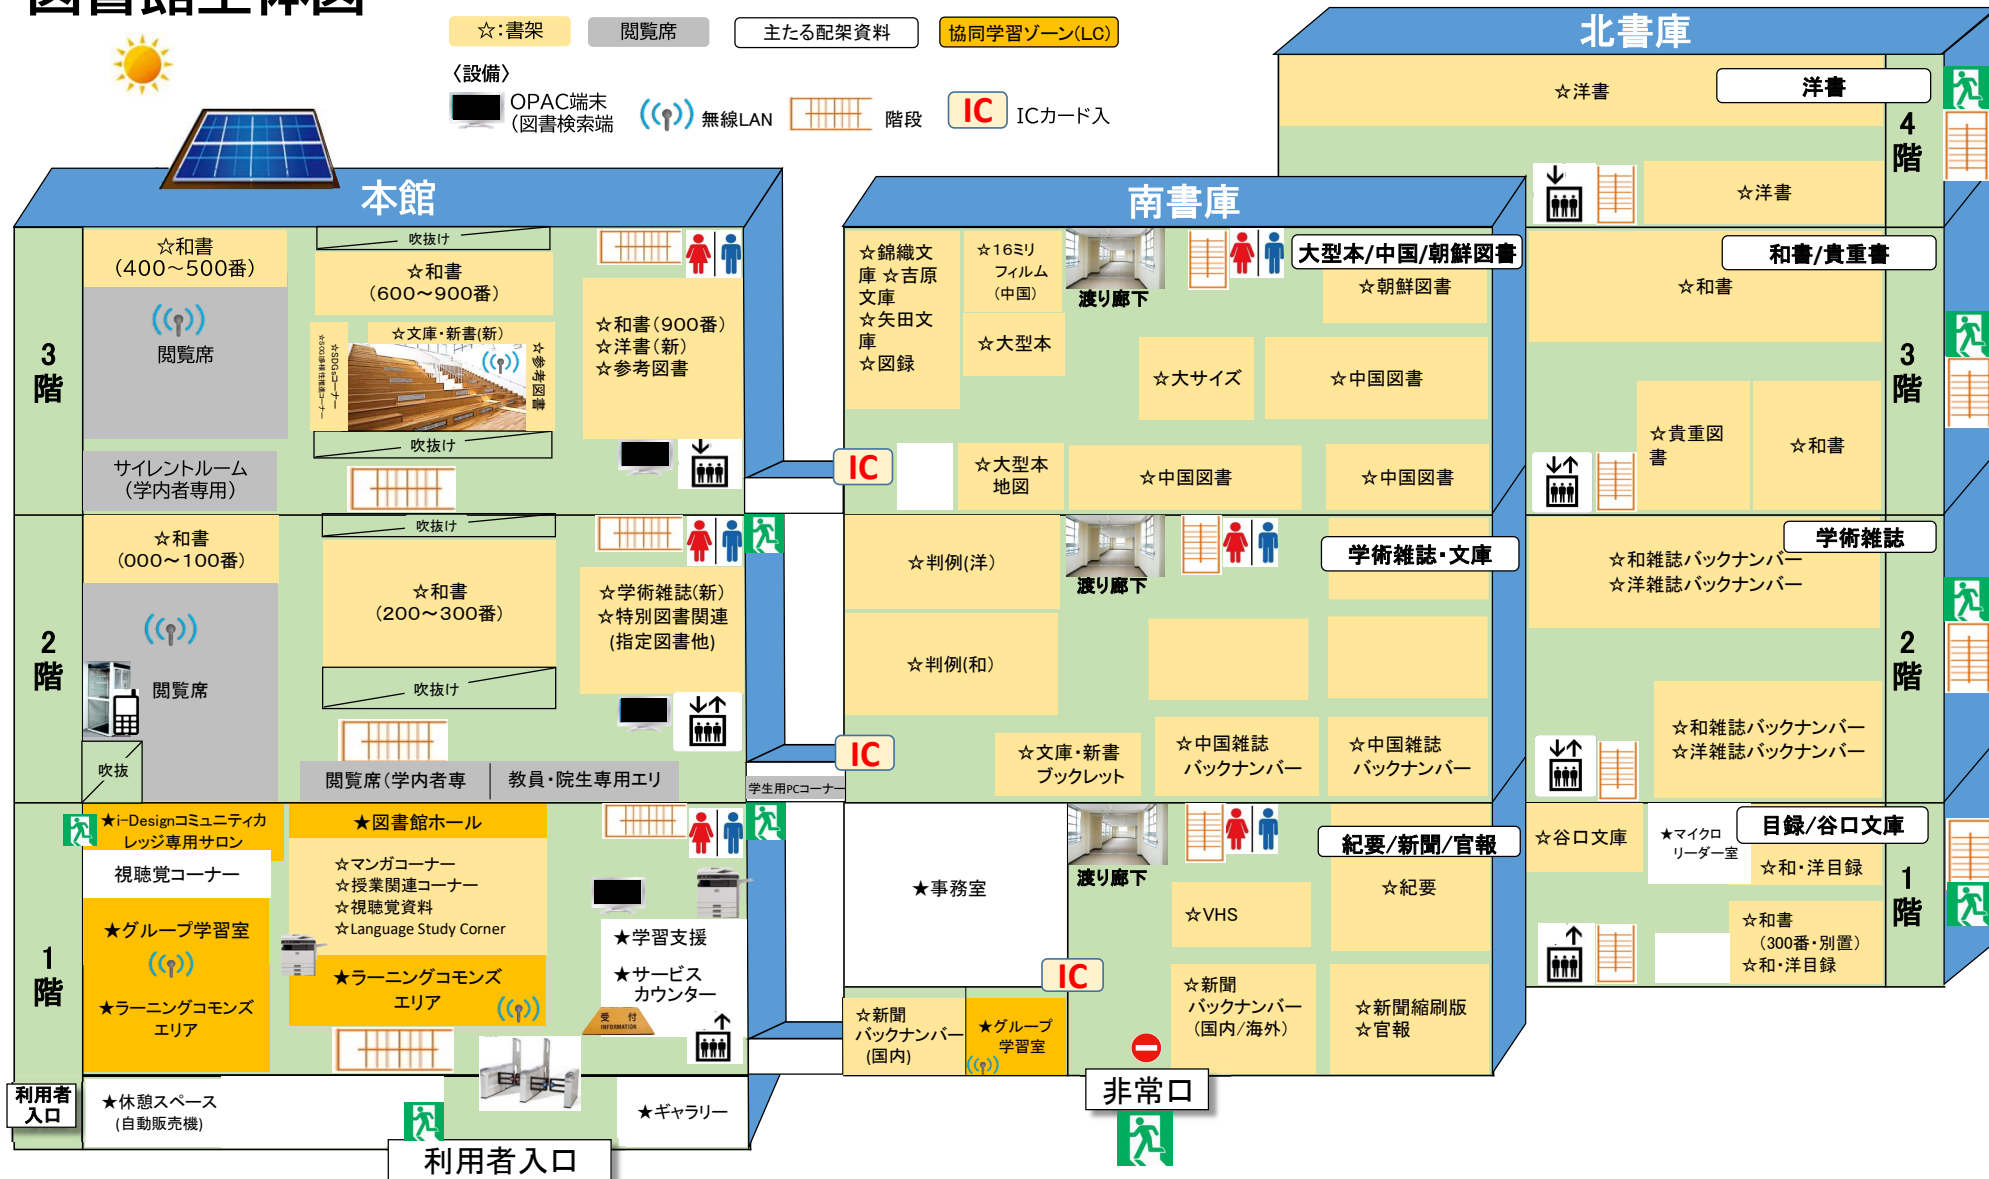 図書館全体図
☆:書架
閲覧席
主たる配架資料
協同学習ゾーン(LC)
〈設備〉
OPAC端末
(図書検索端
無線LAN
階段
IC
ICカード入
本館
3
階
☆和書
(400～500番)
閲覧席
サイレントルーム
(学内者専用)
吹抜け
☆和書
(600～900番)
☆文庫・新書(新)
☆SDGsコーナー
☆参考図書
吹抜け
☆和書(900番)
☆洋書(新)
☆参考図書
2
階
☆和書
(000～100番)
閲覧席
吹抜
吹抜け
☆和書
(200～300番)
吹抜け
閲覧席(学内者専
教員・院生専用エリ
☆学術雑誌(新)
☆特別図書関連
(指定図書他)
学生用PCコーナー
1
階
★i-Designコミュニティカ
レッジ専用サロン
視聴覚コーナー
★グループ学習室
★ラーニングコモンズ
エリア
★図書館ホール
☆マンガコーナー
☆授業関連コーナー
☆視聴覚資料
☆Language Study Corner
★ラーニングコモンズ
エリア
★学習支援
★サービス
カウンター
受 付
INFORMATION
利用者
入口
★休憩スペース
(自動販売機)
★ギャラリー
利用者入口
南書庫
☆錦織文
庫 ☆吉原
文庫
☆矢田文
庫
☆図録
☆16ミリ
フィルム
(中国)
☆大型本
渡り廊下
大型本/中国/朝鮮図書
☆朝鮮図書
☆大サイズ
☆中国図書
IC
☆大型本
地図
☆中国図書
☆中国図書
☆判例(洋)
渡り廊下
学術雑誌・文庫
☆判例(和)
IC
☆文庫・新書
ブックレット
☆中国雑誌
バックナンバー
☆中国雑誌
バックナンバー
★事務室
渡り廊下
紀要/新聞/官報
☆紀要
☆VHS
IC
☆新聞
バックナンバー
(国内)
★グループ
学習室
☆新聞
バックナンバー
(国内/海外)
☆新聞縮刷版
☆官報
非常口
北書庫
4
階
☆洋書
洋書
☆洋書
3
階
和書/貴重書
☆和書
☆貴重図
書
☆和書
2
階
学術雑誌
☆和雑誌バックナンバー
☆洋雑誌バックナンバー
☆和雑誌バックナンバー
☆洋雑誌バックナンバー
1
階
☆谷口文庫
★マイクロ
リーダー室
目録/谷口文庫
☆和・洋目録
☆和書
(300番・別置)
☆和・洋目録